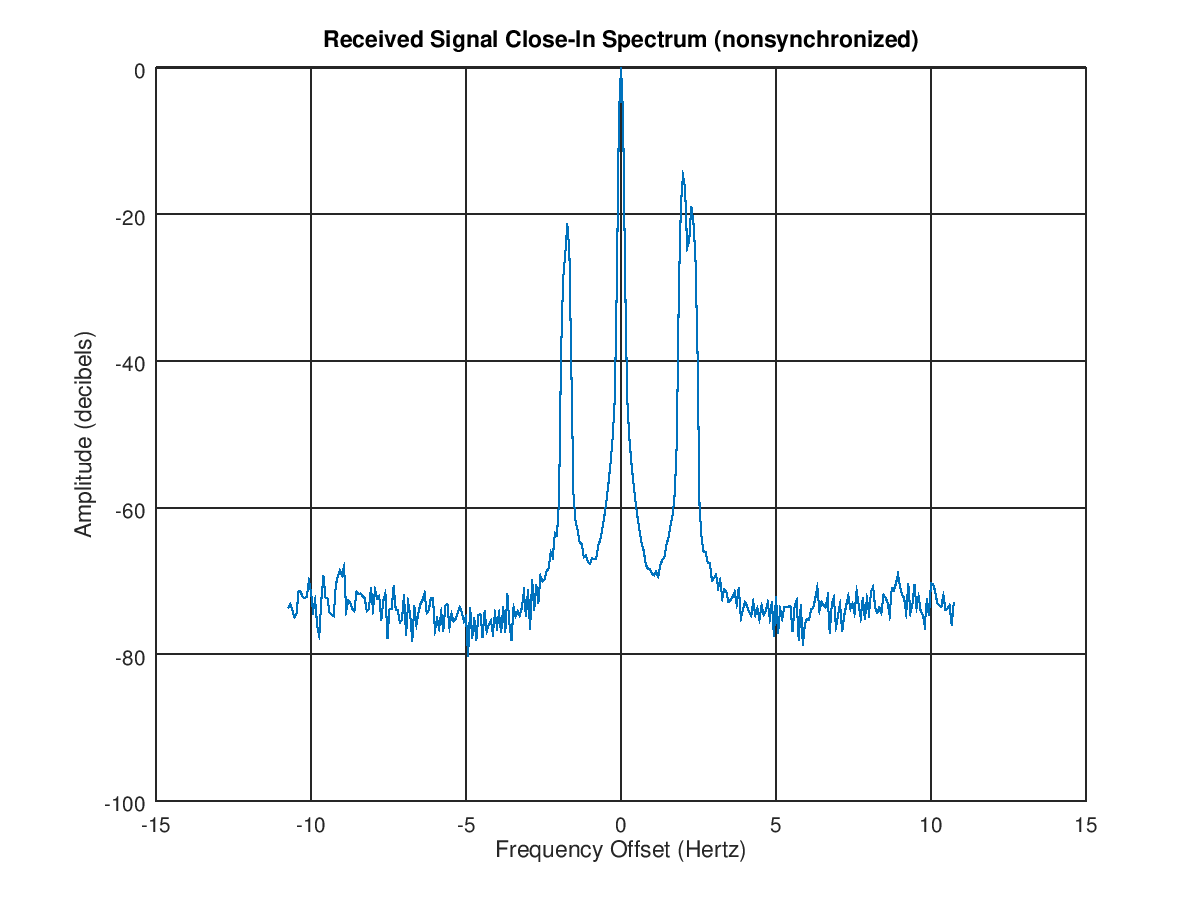 Received Signal Close-In Spectrum (nonsynchronized)
0
-20
-40
-60
-80
-100
Amplitude (decibels)
-15 -10 -5 0 5 10 15
Frequency Offset (Hertz)